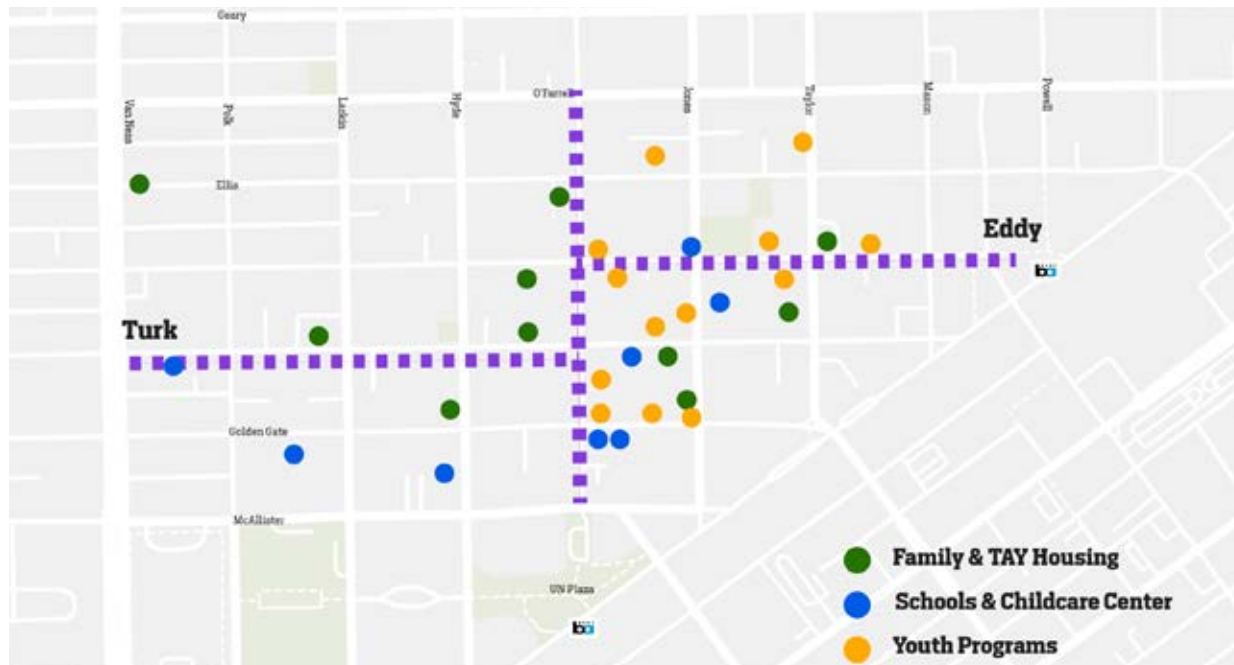 Geary
Van Ness
Polk
Larkin
Hyde
O'Farrell
Jones
Taylor
Mason
Powell
Ellis
Eddy
Turk
Golden Gate
McAllister
UN Plaza
Family & TAY Housing
Schools & Childcare Center
Youth Programs